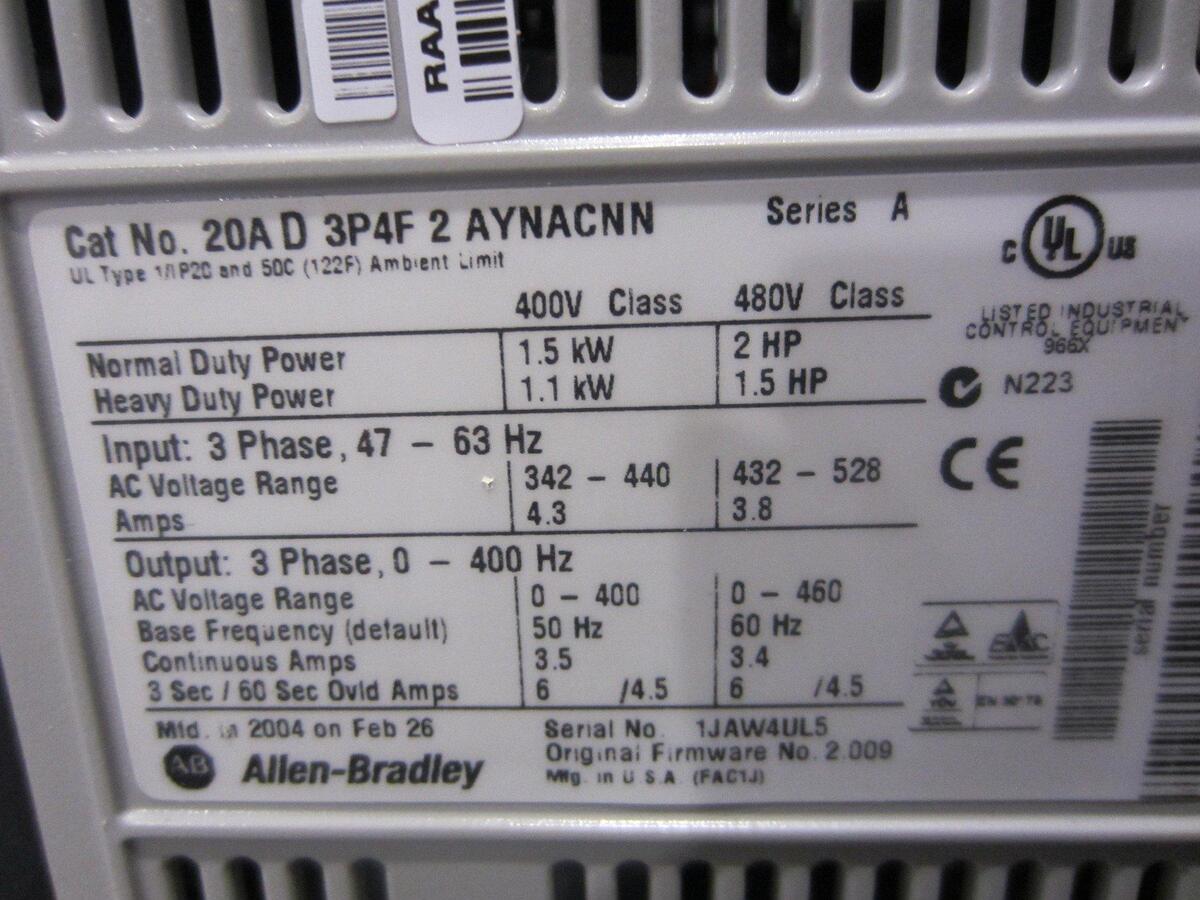 RAA
Cat No. 20A D 3P4F 2 AYNACNN Series A
UL Type 1/IP20 and 50C (122F) Ambient Limit
C UL US
LISTED INDUSTRIAL
CONTROL EQUIPMENT
966X
N223
CE
400V Class 480V Class
Normal Duty Power 1.5 kW 2 HP
Heavy Duty Power 1.1 kW 1.5 HP
Input: 3 Phase, 47 – 63 Hz
AC Voltage Range 342 – 440 432 – 528
Amps 4.3 3.8
Output: 3 Phase, 0 – 400 Hz
AC Voltage Range 0 – 400 0 – 460
Base Frequency (default) 50 Hz 60 Hz
Continuous Amps 3.5 3.4
3 Sec / 60 Sec Ovld Amps 6 /4.5 6 /4.5
Mfd. in 2004 on Feb 26 Serial No. 1JAW4UL5
Original Firmware No. 2.009
AB Allen-Bradley Mfg. in U.S.A. (FAC1J)
serial number